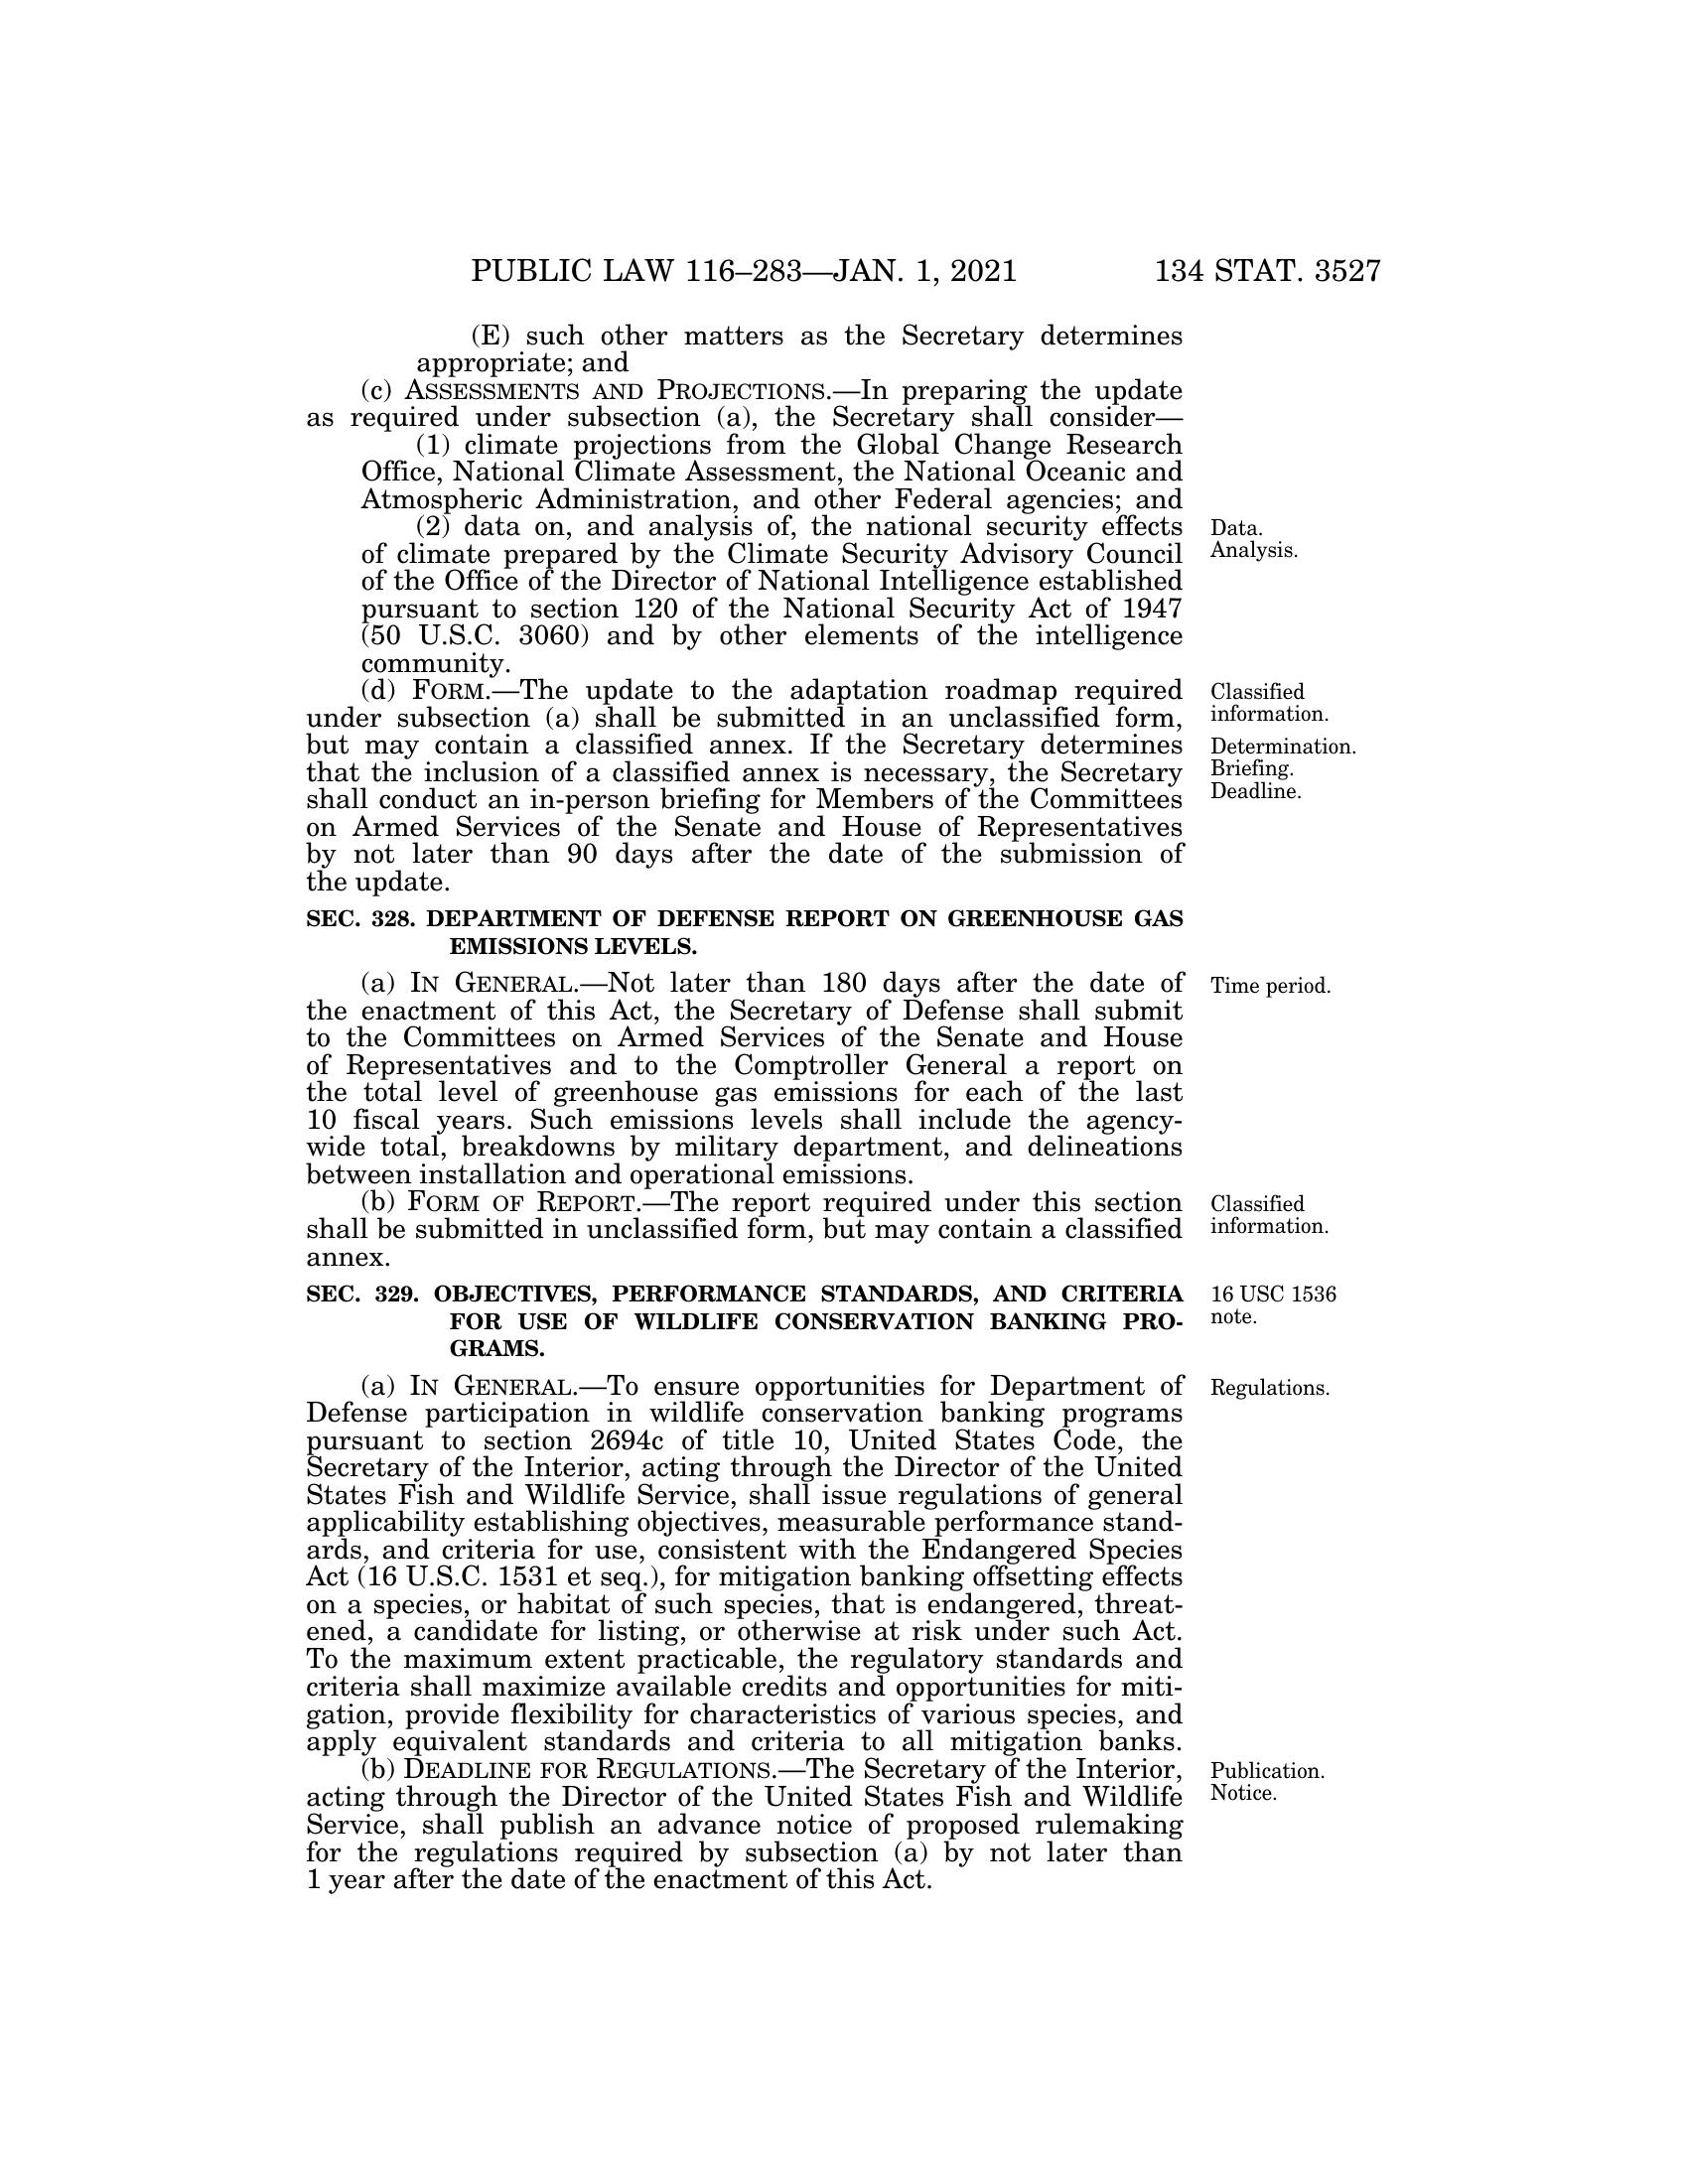 PUBLIC LAW 116–283—JAN. 1, 2021 134 STAT. 3527
(E) such other matters as the Secretary determines
appropriate; and
(c) ASSESSMENTS AND PROJECTIONS.—In preparing the update
as required under subsection (a), the Secretary shall consider—
(1) climate projections from the Global Change Research
Office, National Climate Assessment, the National Oceanic and
Atmospheric Administration, and other Federal agencies; and
(2) data on, and analysis of, the national security effects
of climate prepared by the Climate Security Advisory Council
of the Office of the Director of National Intelligence established
pursuant to section 120 of the National Security Act of 1947
(50 U.S.C. 3060) and by other elements of the intelligence
community.
Data.
Analysis.
(d) FORM.—The update to the adaptation roadmap required
under subsection (a) shall be submitted in an unclassified form,
but may contain a classified annex. If the Secretary determines
that the inclusion of a classified annex is necessary, the Secretary
shall conduct an in-person briefing for Members of the Committees
on Armed Services of the Senate and House of Representatives
by not later than 90 days after the date of the submission of
the update.
Classified
information.
Determination.
Briefing.
Deadline.
SEC. 328. DEPARTMENT OF DEFENSE REPORT ON GREENHOUSE GAS
EMISSIONS LEVELS.
(a) IN GENERAL.—Not later than 180 days after the date of
the enactment of this Act, the Secretary of Defense shall submit
to the Committees on Armed Services of the Senate and House
of Representatives and to the Comptroller General a report on
the total level of greenhouse gas emissions for each of the last
10 fiscal years. Such emissions levels shall include the agency-
wide total, breakdowns by military department, and delineations
between installation and operational emissions.
Time period.
(b) FORM OF REPORT.—The report required under this section
shall be submitted in unclassified form, but may contain a classified
annex.
Classified
information.
SEC. 329. OBJECTIVES, PERFORMANCE STANDARDS, AND CRITERIA
FOR USE OF WILDLIFE CONSERVATION BANKING PRO-
GRAMS.
16 USC 1536
note.
(a) IN GENERAL.—To ensure opportunities for Department of
Defense participation in wildlife conservation banking programs
pursuant to section 2694c of title 10, United States Code, the
Secretary of the Interior, acting through the Director of the United
States Fish and Wildlife Service, shall issue regulations of general
applicability establishing objectives, measurable performance stand-
ards, and criteria for use, consistent with the Endangered Species
Act (16 U.S.C. 1531 et seq.), for mitigation banking offsetting effects
on a species, or habitat of such species, that is endangered, threat-
ened, a candidate for listing, or otherwise at risk under such Act.
To the maximum extent practicable, the regulatory standards and
criteria shall maximize available credits and opportunities for miti-
gation, provide flexibility for characteristics of various species, and
apply equivalent standards and criteria to all mitigation banks.
Regulations.
(b) DEADLINE FOR REGULATIONS.—The Secretary of the Interior,
acting through the Director of the United States Fish and Wildlife
Service, shall publish an advance notice of proposed rulemaking
for the regulations required by subsection (a) by not later than
1 year after the date of the enactment of this Act.
Publication.
Notice.